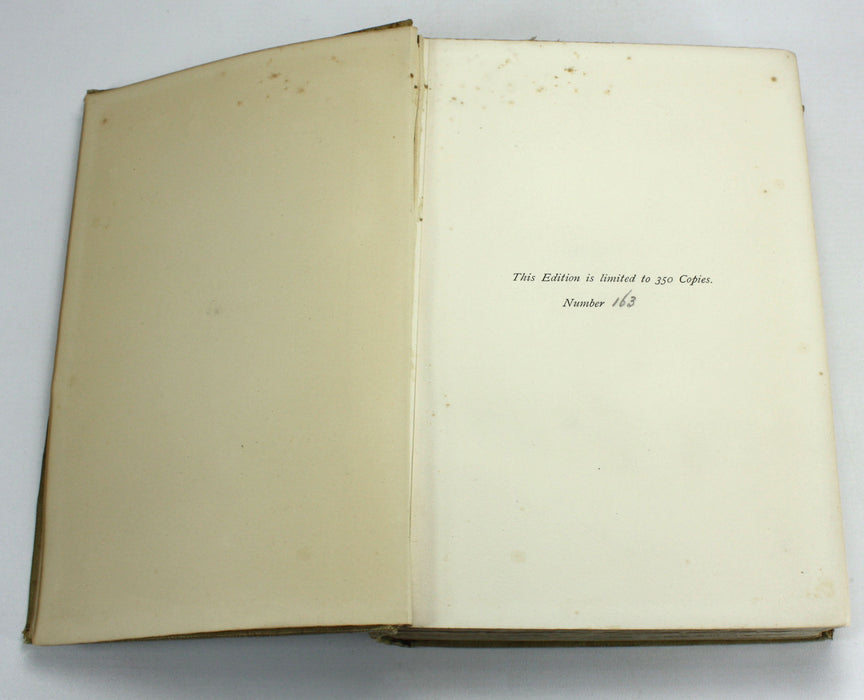 This Edition is limited to 350 Copies.
Number 163